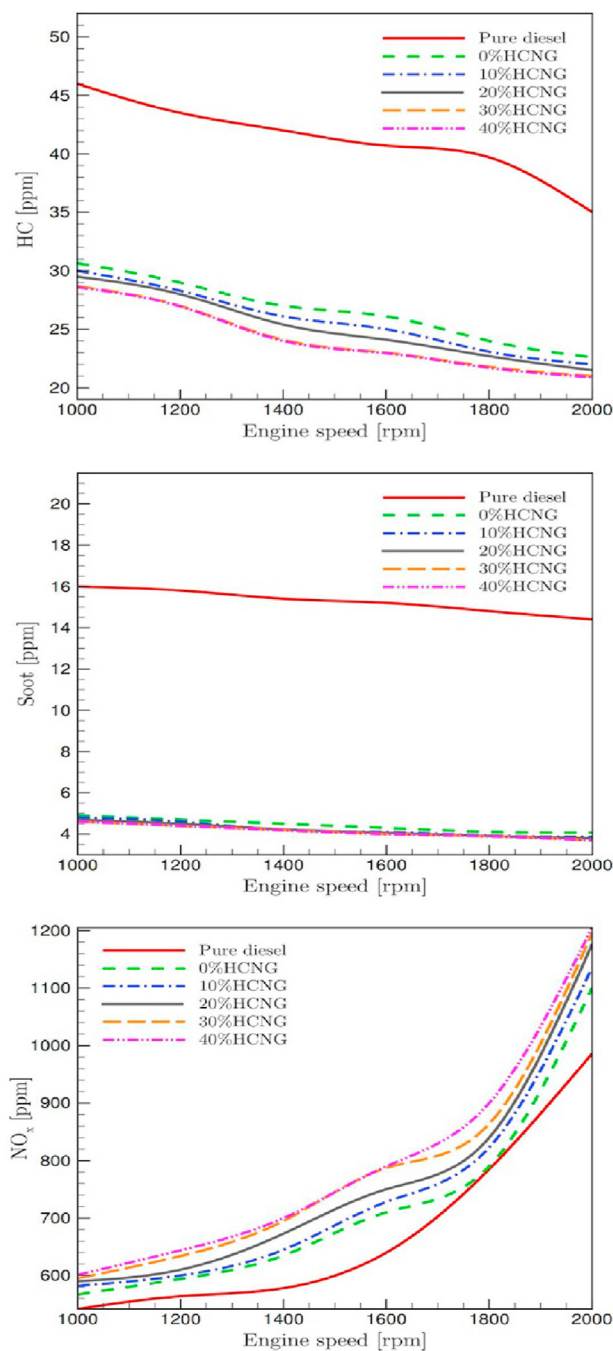 50
45
40
35
30
25
20
HC [ppm]
Pure diesel
0%HCNG
10%HCNG
20%HCNG
30%HCNG
40%HCNG
1000 1200 1400 1600 1800 2000
Engine speed [rpm]
20
18
16
14
12
10
8
6
4
Soot [ppm]
Pure diesel
0%HCNG
10%HCNG
20%HCNG
30%HCNG
40%HCNG
1000 1200 1400 1600 1800 2000
Engine speed [rpm]
1200
1100
1000
900
800
700
600
NOx [ppm]
Pure diesel
0%HCNG
10%HCNG
20%HCNG
30%HCNG
40%HCNG
1000 1200 1400 1600 1800 2000
Engine speed [rpm]